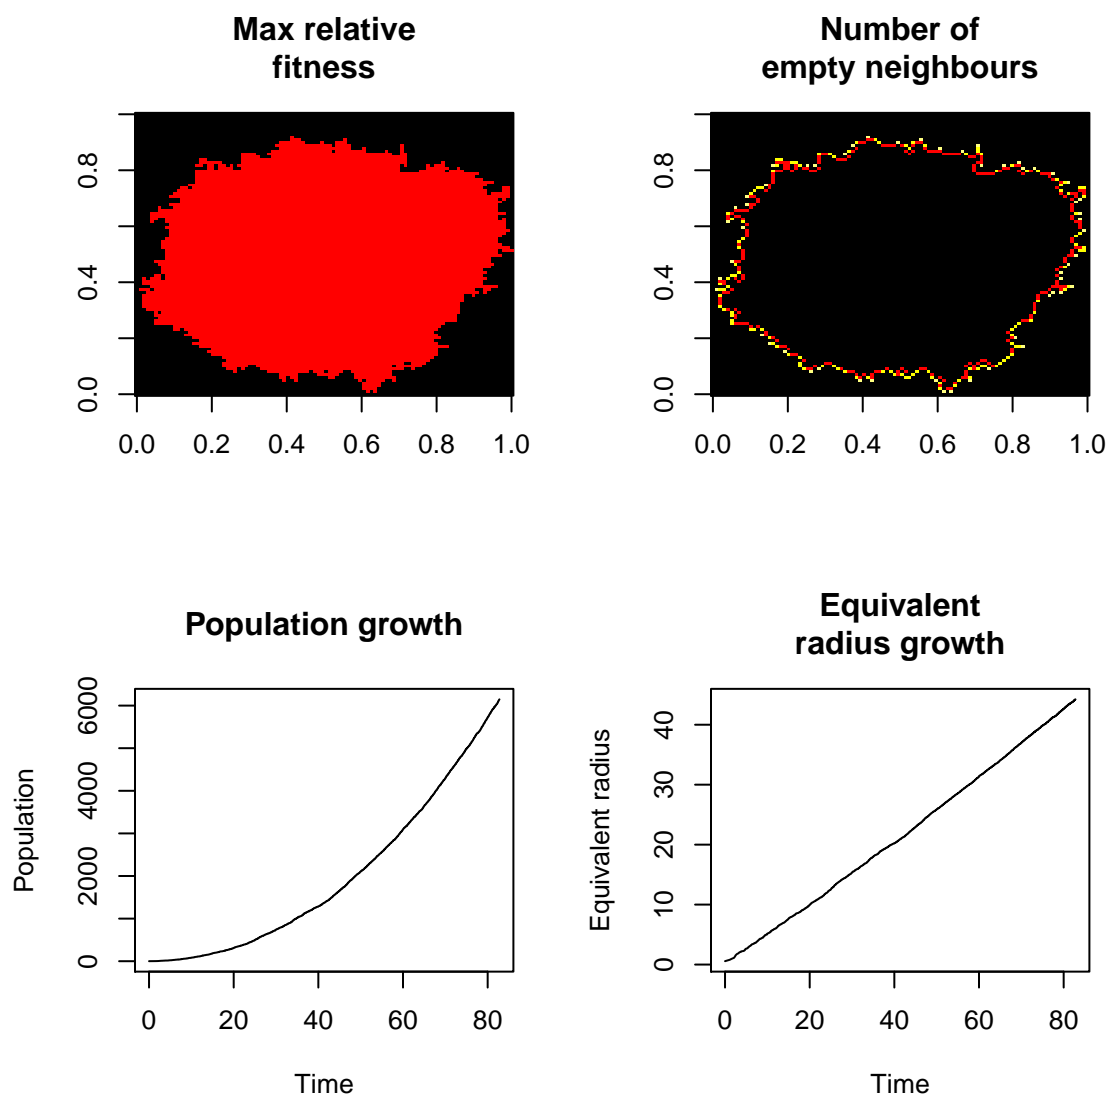 Max relative
fitness
0.0
0.4
0.8
0.0 0.2 0.4 0.6 0.8 1.0
Number of
empty neighbours
0.0
0.4
0.8
0.0 0.2 0.4 0.6 0.8 1.0
Population growth
Population
0
2000
4000
6000
0 20 40 60 80
Time
Equivalent
radius growth
Equivalent radius
0
10
20
30
40
0 20 40 60 80
Time